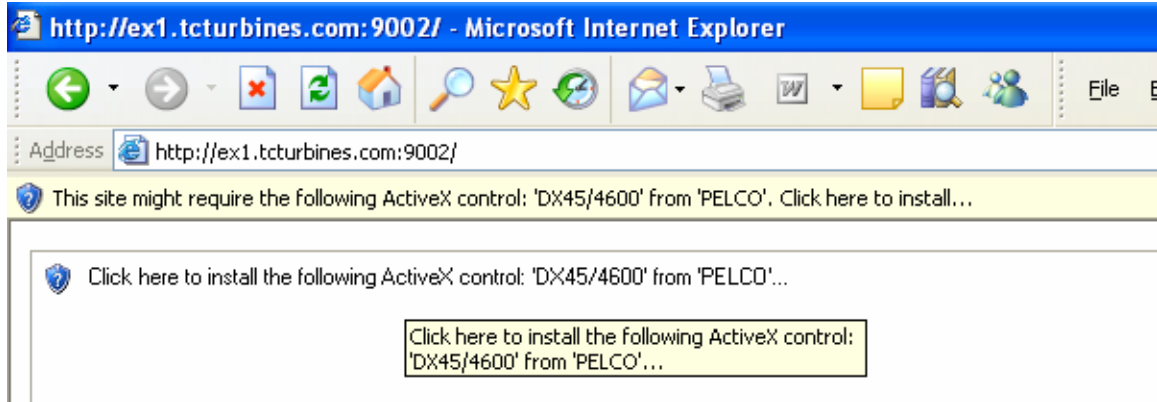 http://ex1.tcturbines.com:9002/ - Microsoft Internet Explorer
W
File
Address http://ex1.tcturbines.com:9002/
This site might require the following ActiveX control: 'DX45/4600' from 'PELCO'. Click here to install...
Click here to install the following ActiveX control: 'DX45/4600' from 'PELCO'...
Click here to install the following ActiveX control:
'DX45/4600' from 'PELCO'...